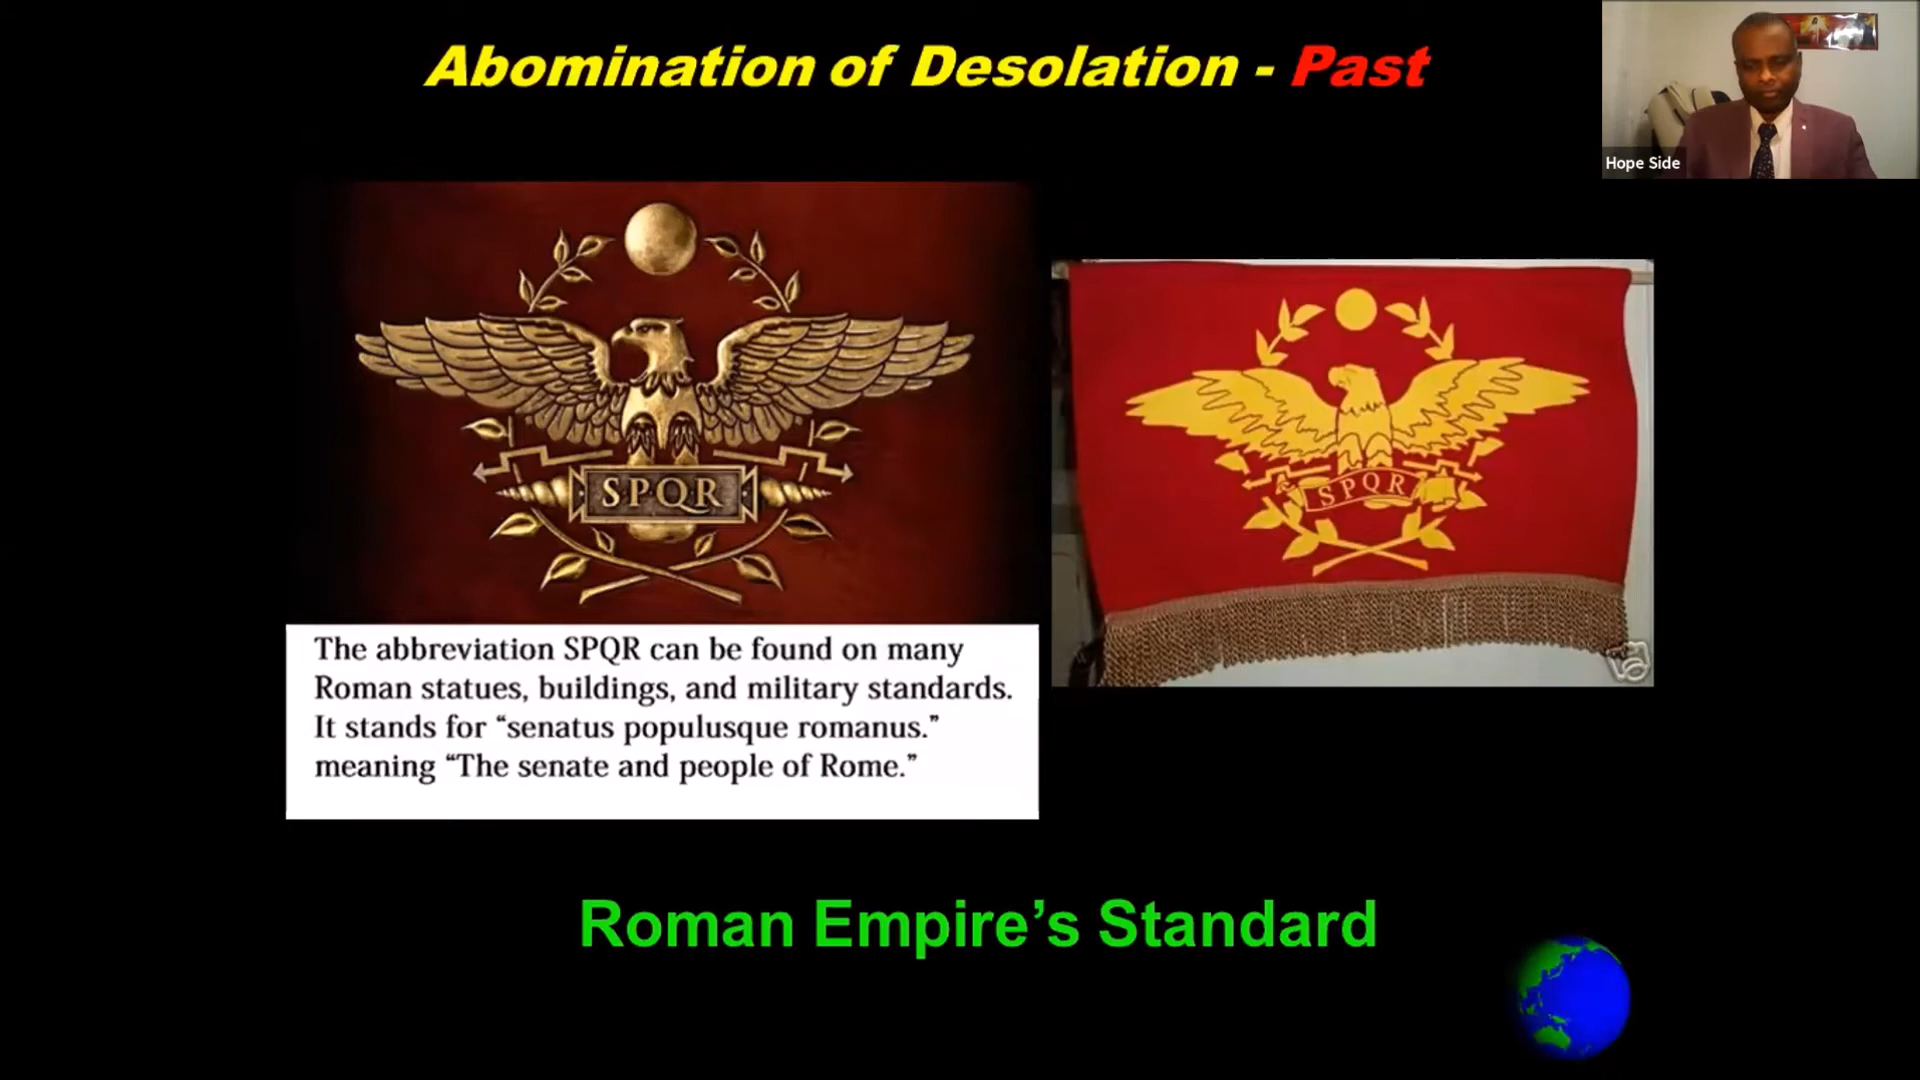 Abomination of Desolation - Past
Hope Side
SPQR
SPQR
The abbreviation SPQR can be found on many
Roman statues, buildings, and military standards.
It stands for “senatus populusque romanus.”
meaning “The senate and people of Rome.”
Roman Empire’s Standard